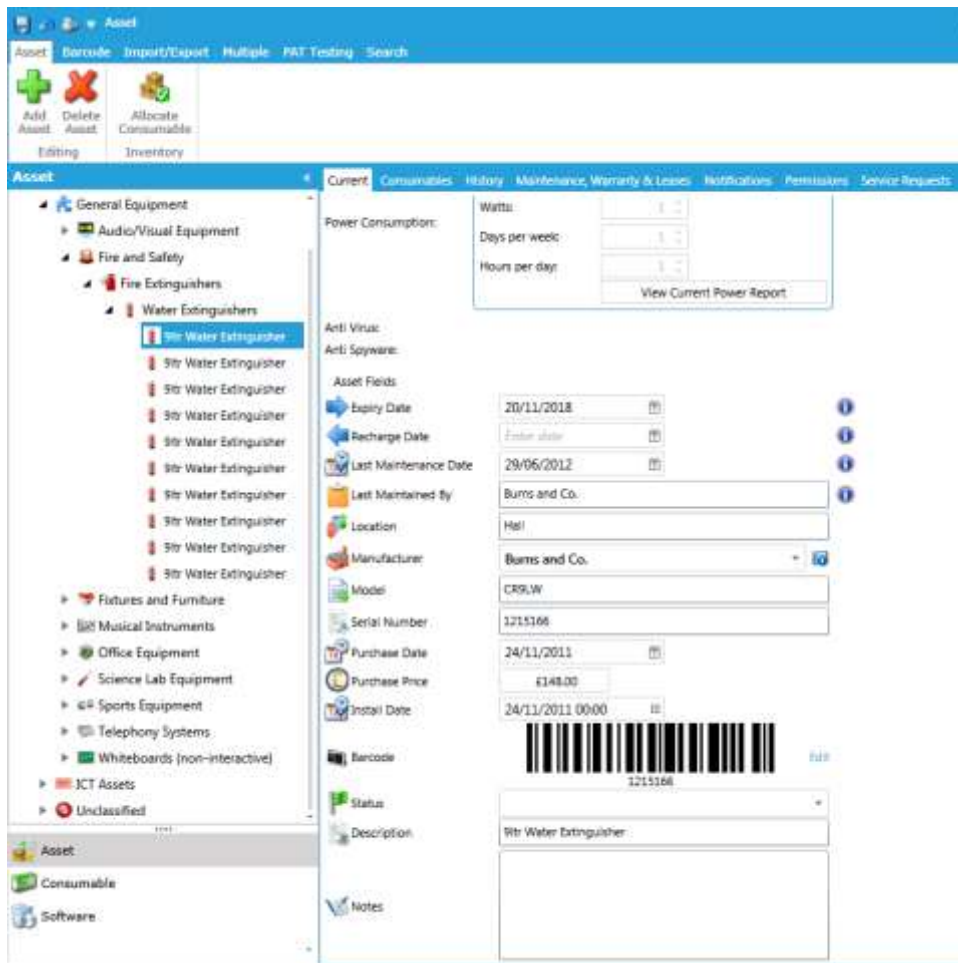 Asset
Asset Barcode Import/Export Multiple PAT Testing Search
Add Asset
Delete Asset
Allocate Consumable
Editing
Inventory
Asset
Current Consumables History Maintenance, Warranty & Leases Notifications Permissions Service Requests
General Equipment
Audio/Visual Equipment
Fire and Safety
Fire Extinguishers
Water Extinguishers
9ltr Water Extinguisher
9ltr Water Extinguisher
9ltr Water Extinguisher
9ltr Water Extinguisher
9ltr Water Extinguisher
9ltr Water Extinguisher
9ltr Water Extinguisher
9ltr Water Extinguisher
9ltr Water Extinguisher
9ltr Water Extinguisher
Fixtures and Furniture
Musical Instruments
Office Equipment
Science Lab Equipment
Sports Equipment
Telephony Systems
Whiteboards (non-interactive)
ICT Assets
Unclassified
Asset
Consumable
Software
Power Consumption:
Watts:
Days per week:
Hours per day:
View Current Power Report
Anti Virus:
Anti Spyware:
Asset Fields
Expiry Date 20/11/2018
Recharge Date Enter date
Last Maintenance Date 29/06/2012
Last Maintained By Burns and Co.
Location Hall
Manufacturer Burns and Co.
Model CR9LW
Serial Number 1215166
Purchase Date 24/11/2011
Purchase Price £148.00
Install Date 24/11/2011 00:00
Barcode Edit
1215166
Status
Description 9ltr Water Extinguisher
Notes